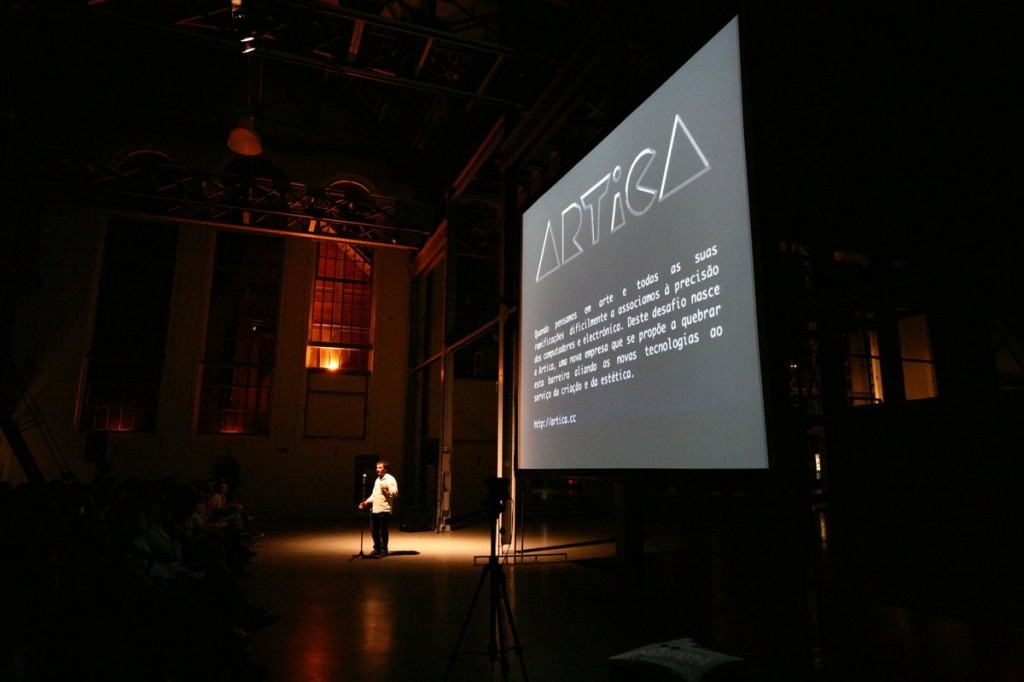 ARTiCA
Quando pensamos em arte e todas as suas
ramificações dificilmente a associamos à precisão
dos computadores e electrónica. Deste desafio nasce
a Artica, uma nova empresa que se propõe a quebrar
esta barreira aliando as novas tecnologias ao
serviço da criação e da estética.
http://artica.cc